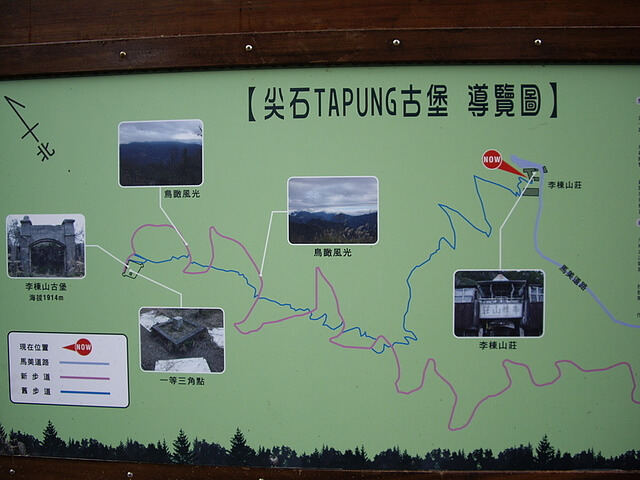 【尖石TAPUNG古堡 導覽圖】
北
鳥瞰風光
鳥瞰風光
NOW
李棟山莊
李棟山古堡
海拔1914m
馬美道路
李棟山莊
一等三角點
現在位置 NOW
馬美道路
新步道
舊步道